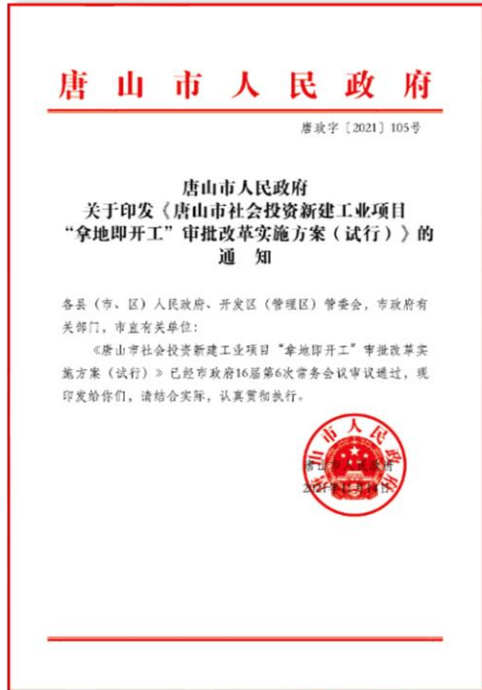 唐山市人民政府
唐政字〔2021〕105号
唐山市人民政府
关于印发《唐山市社会投资新建工业项目
“拿地即开工”审批改革实施方案(试行)》的
通 知
各县(市、区)人民政府、开发区(管理区)管委会,市政府有
关部门,市直有关单位:
《唐山市社会投资新建工业项目“拿地即开工”审批改革实
施方案(试行)》已经市政府16届第6次常务会议审议通过,现
印发给你们,请结合实际,认真贯彻执行。
唐山市人民政府
唐山市人民政府